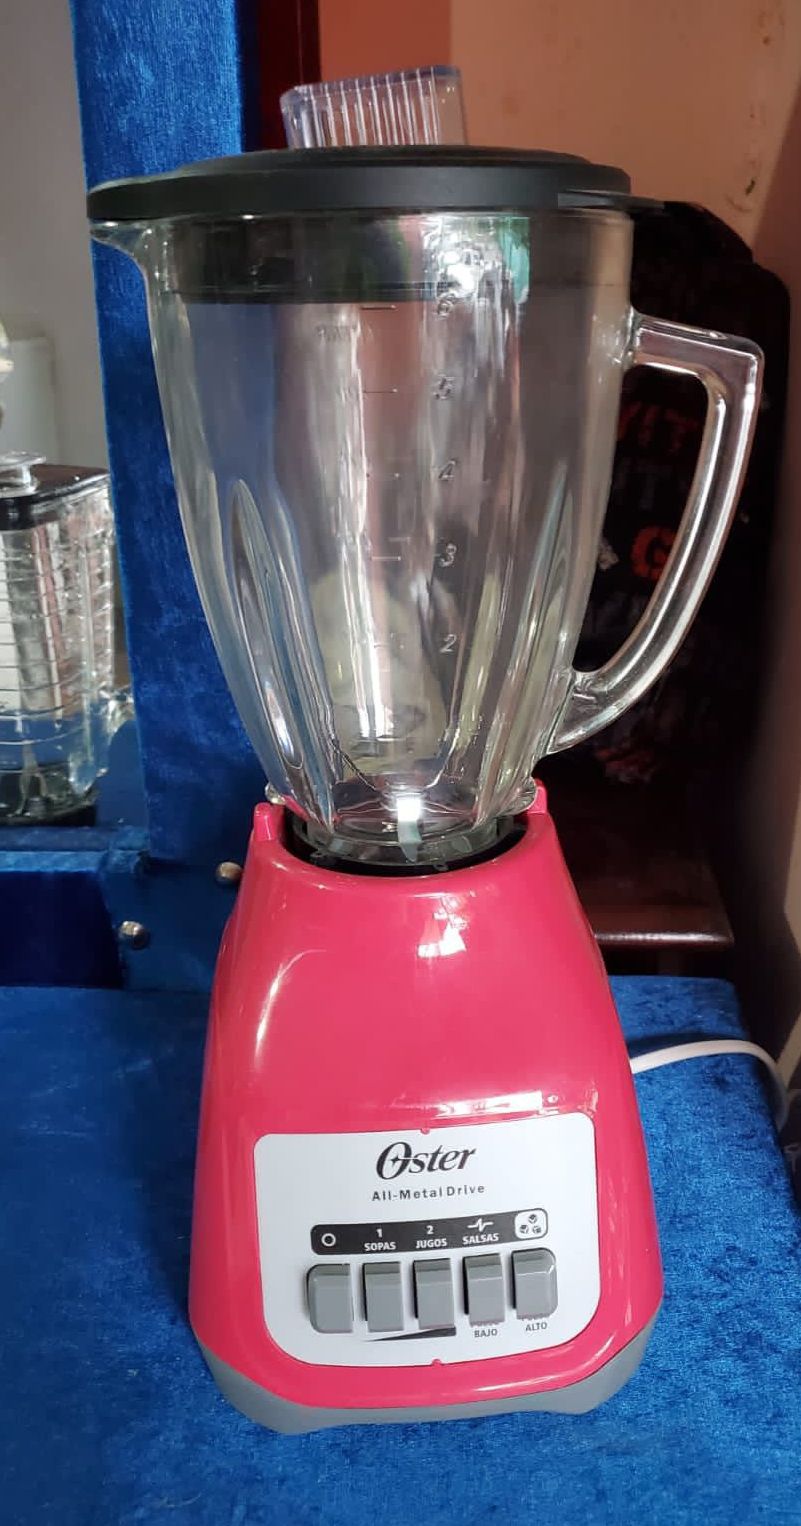 6
5
4
3
2
Oster
All-Metal Drive
1 2
SOPAS JUGOS SALSAS
BAJO ALTO